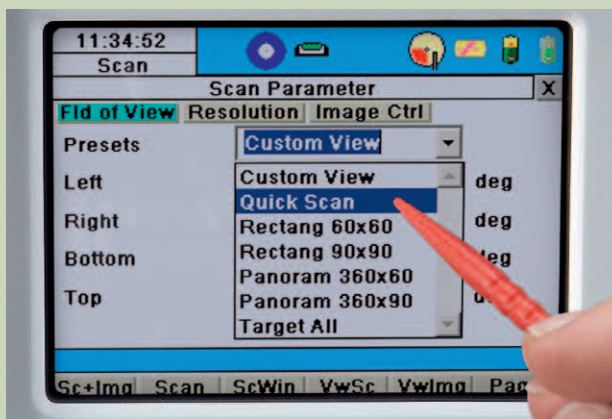 11:34:52
Scan
Scan Parameter X
Fld of View Resolution Image Ctrl
Presets Custom View
Left Custom View deg
Quick Scan
Right Rectang 60x60 deg
Bottom Rectang 90x90 deg
Panoram 360x60
Top Panoram 360x90
Target All
Sc+Img Scan ScWin VwSc VwImg